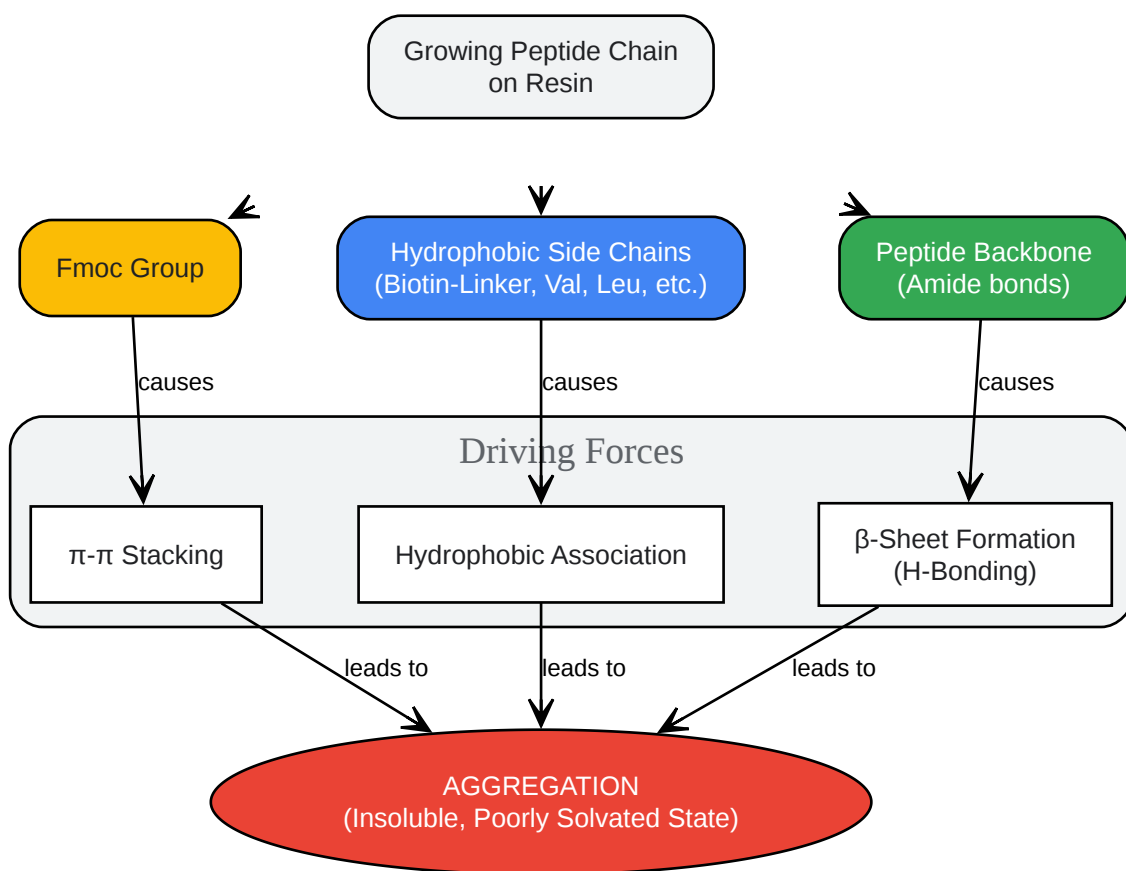 Growing Peptide Chain
on Resin
Fmoc Group
Hydrophobic Side Chains
(Biotin-Linker, Val, Leu, etc.)
Peptide Backbone
(Amide bonds)
causes
causes
causes
Driving Forces
π-π Stacking
Hydrophobic Association
β-Sheet Formation
(H-Bonding)
leads to
leads to
leads to
AGGREGATION
(Insoluble, Poorly Solvated State)